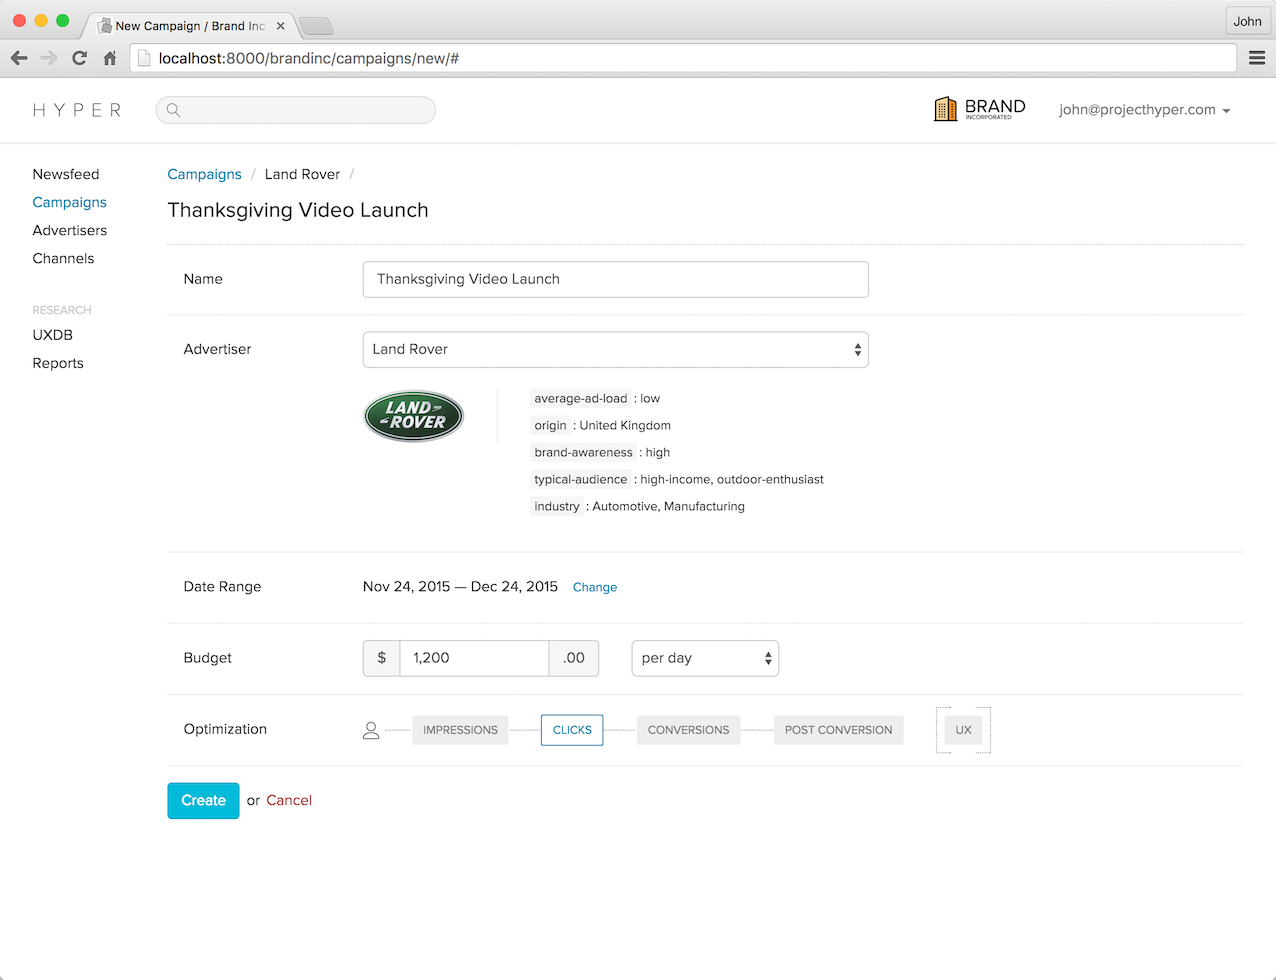 New Campaign / Brand Inc
John
localhost:8000/brandinc/campaigns/new/#
HYPER
BRAND
INCORPORATED
john@projecthyper.com
Newsfeed
Campaigns
Advertisers
Channels
RESEARCH
UXDB
Reports
Campaigns / Land Rover /
Thanksgiving Video Launch
Name
Thanksgiving Video Launch
Advertiser
Land Rover
LAND
ROVER
average-ad-load : low
origin : United Kingdom
brand-awareness : high
typical-audience : high-income, outdoor-enthusiast
industry : Automotive, Manufacturing
Date Range
Nov 24, 2015 — Dec 24, 2015 Change
Budget
$ 1,200 .00 per day
Optimization
IMPRESSIONS CLICKS CONVERSIONS POST CONVERSION UX
Create or Cancel